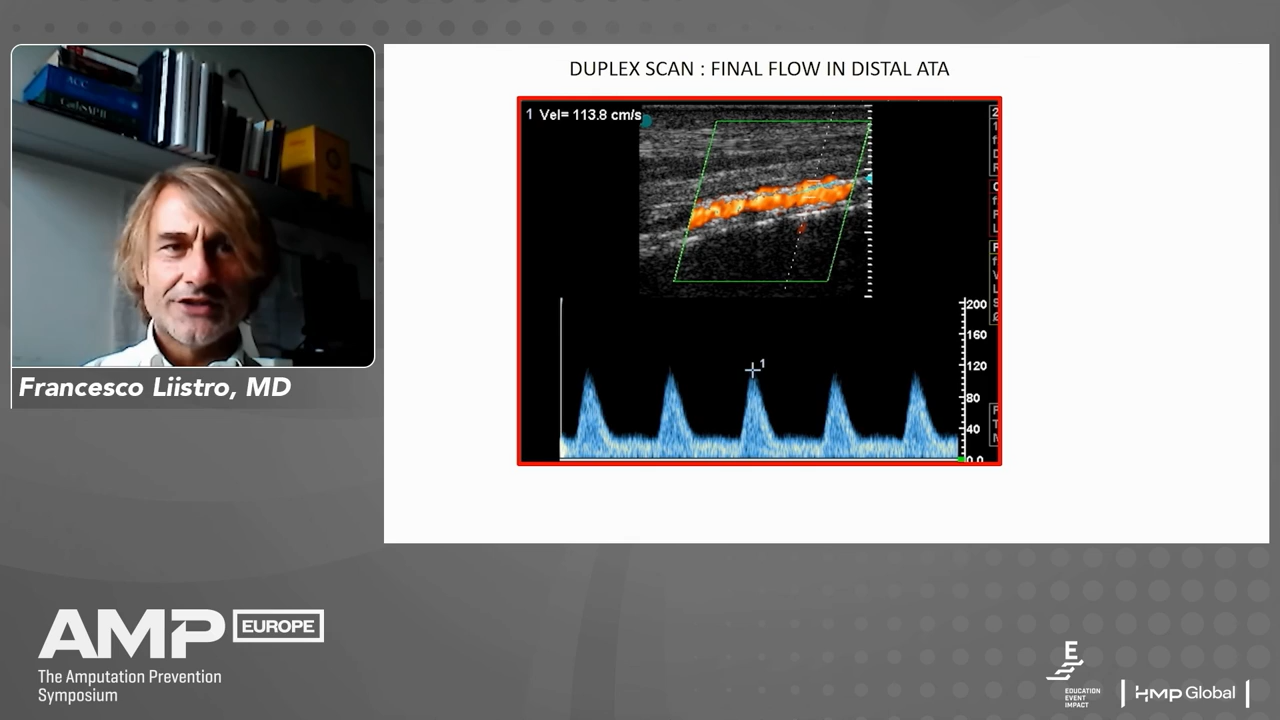 DUPLEX SCAN : FINAL FLOW IN DISTAL ATA
1 Vel= 113.8 cm/s
1
200
160
120
80
40
0.0
Francesco Liistro, MD
AMP EUROPE
The Amputation Prevention
Symposium
E
EDUCATION
EVENT
IMPACT
HMP Global